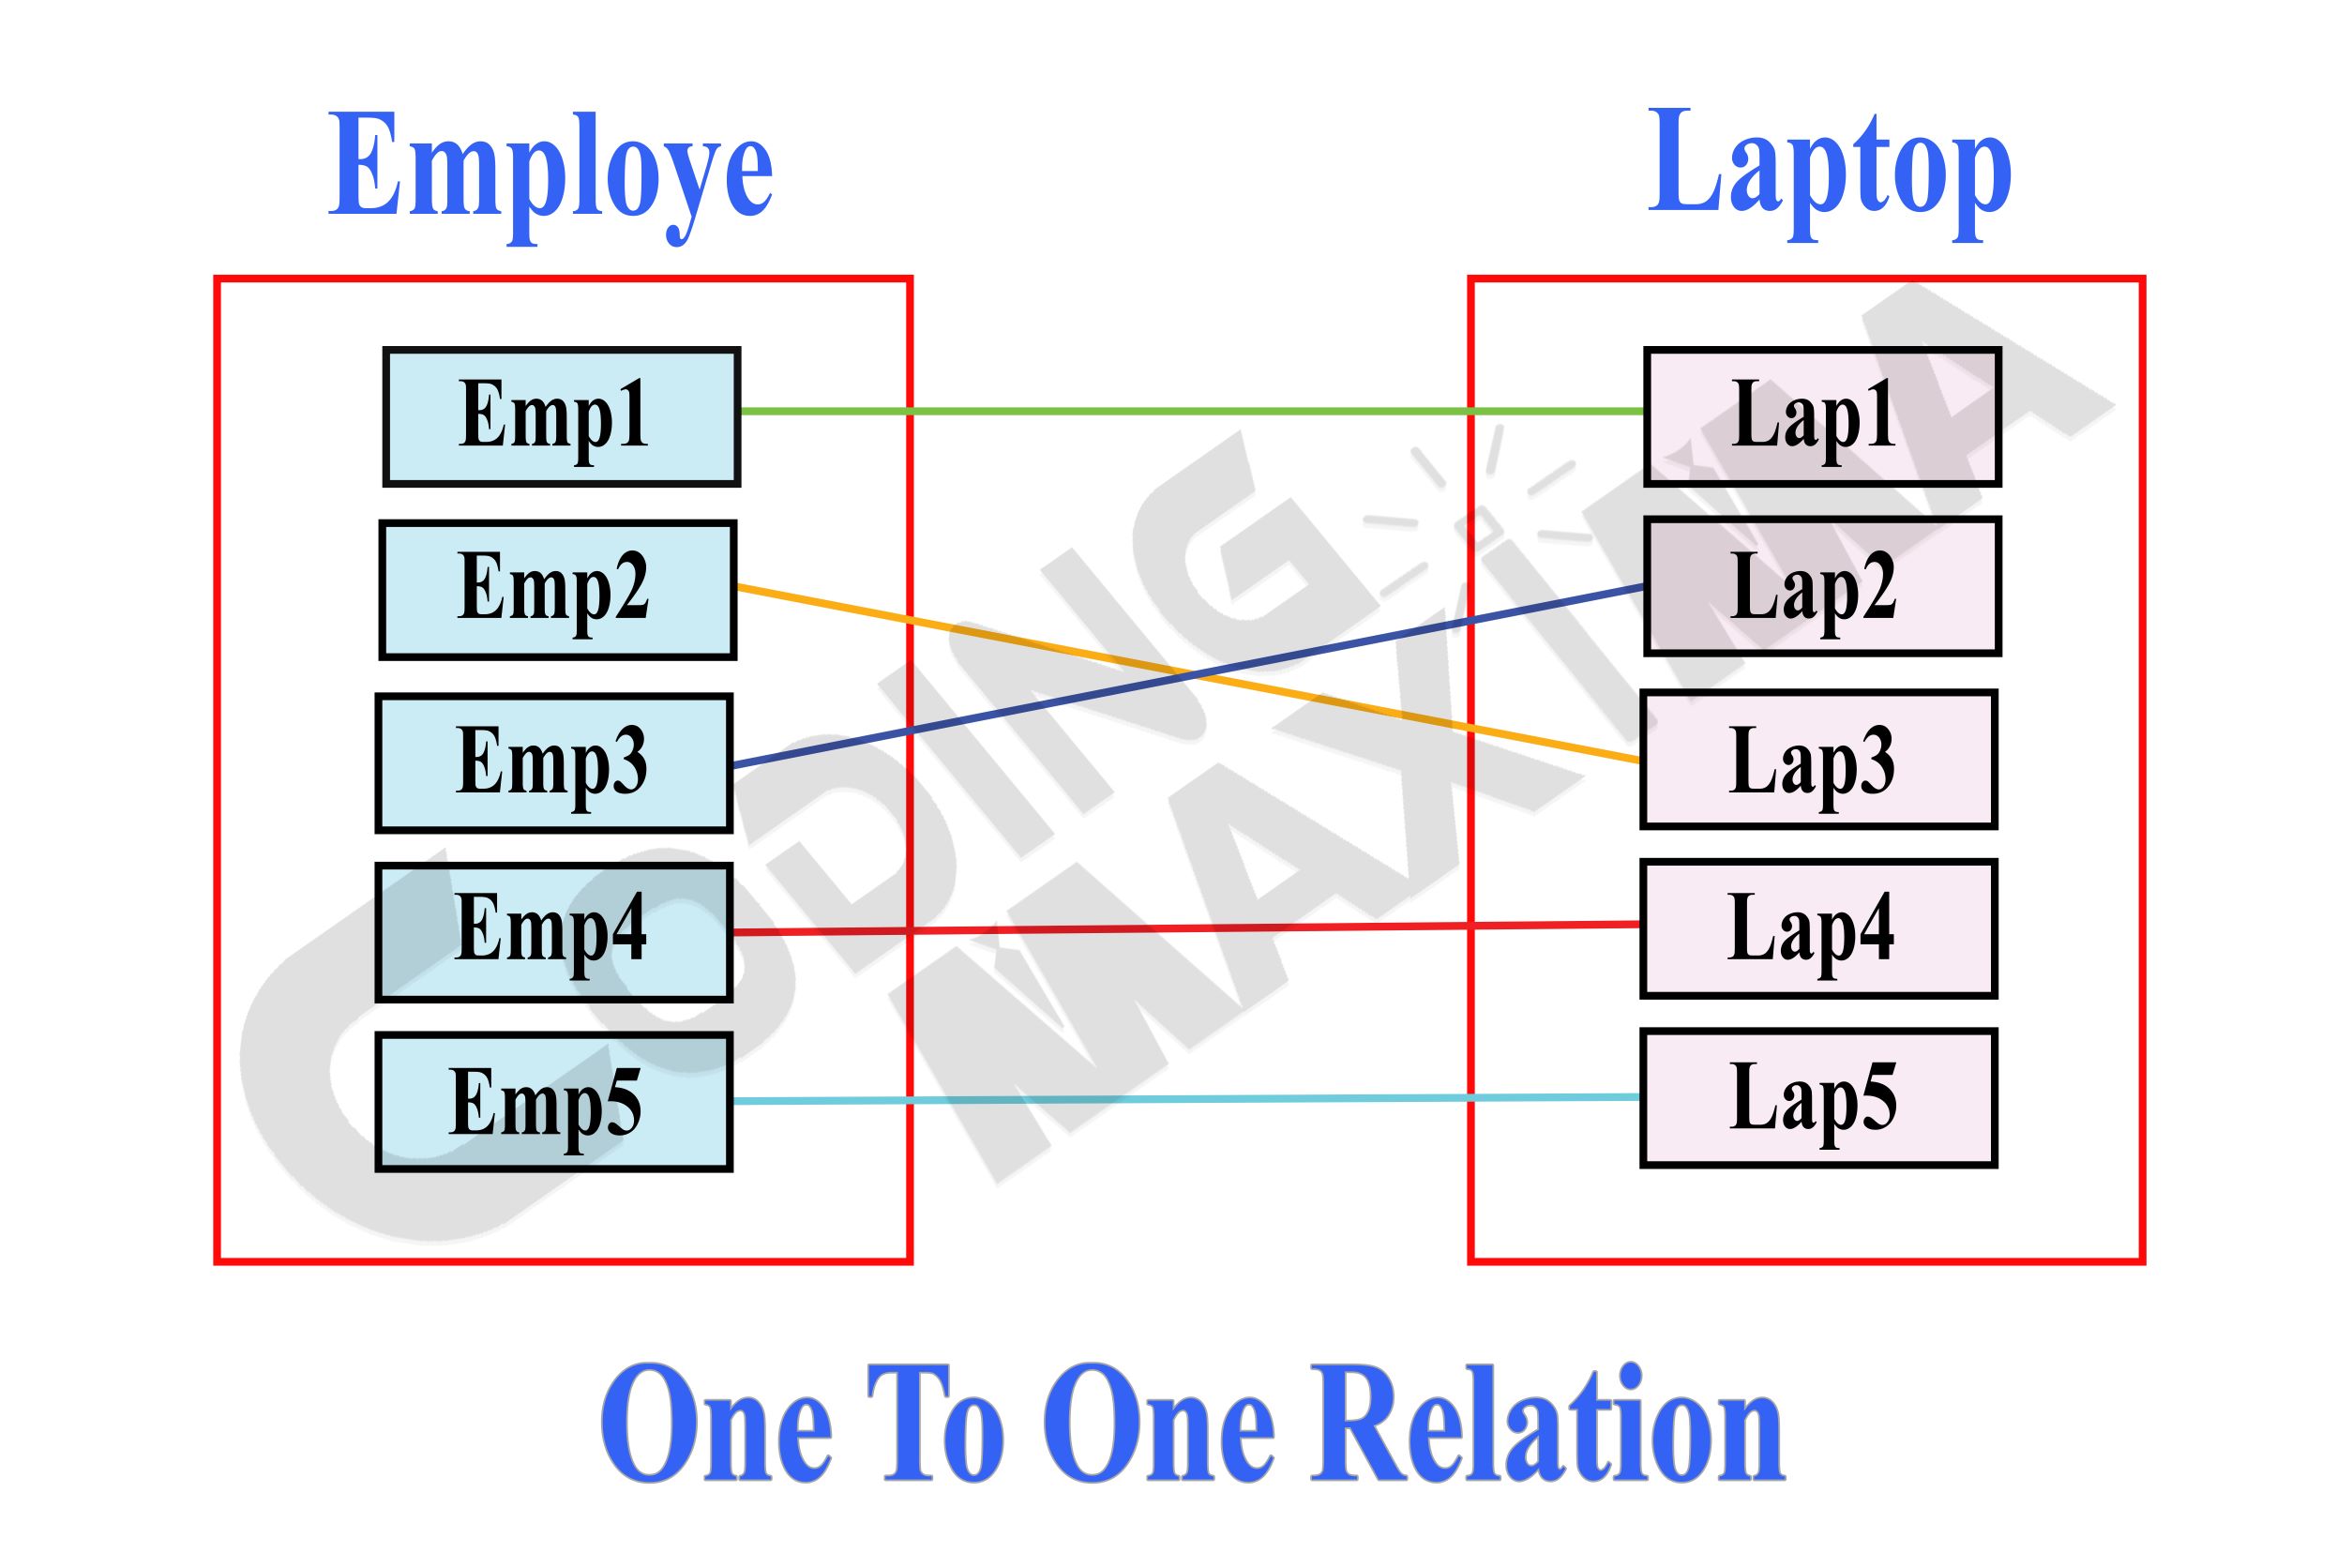 Employe Laptop
Emp1 Lap1
Emp2 Lap2
Emp3 Lap3
Emp4 Lap4
Emp5 Lap5
CODING
MAXIMA
One To One Relation